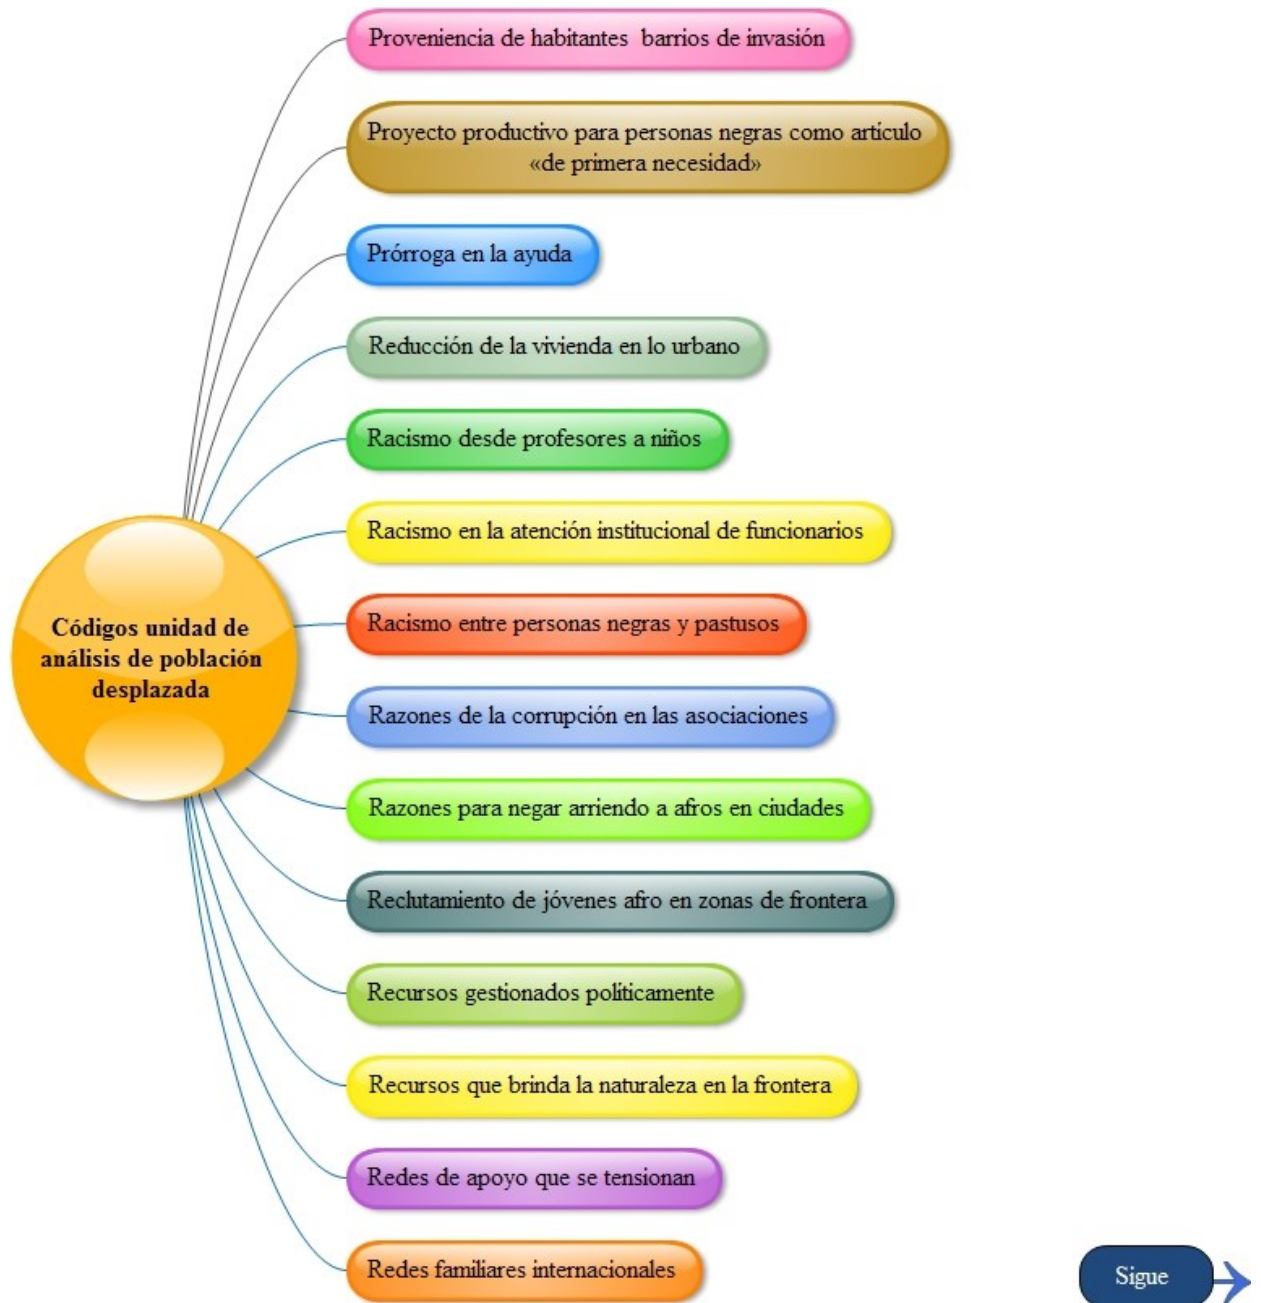 Proveniencia de habitantes  barrios de invasión
Proyecto productivo para personas negras como artículo
«de primera necesidad»
Prórroga en la ayuda
Reducción de la vivienda en lo urbano
Racismo desde profesores a niños
Racismo en la atención institucional de funcionarios
Códigos unidad de
análisis de población
desplazada
Racismo entre personas negras y pastusos
Razones de la corrupción en las asociaciones
Razones para negar arriendo a afros en ciudades
Reclutamiento de jóvenes afro en zonas de frontera
Recursos gestionados políticamente
Recursos que brinda la naturaleza en la frontera
Redes de apoyo que se tensionan
Redes familiares internacionales
Sigue